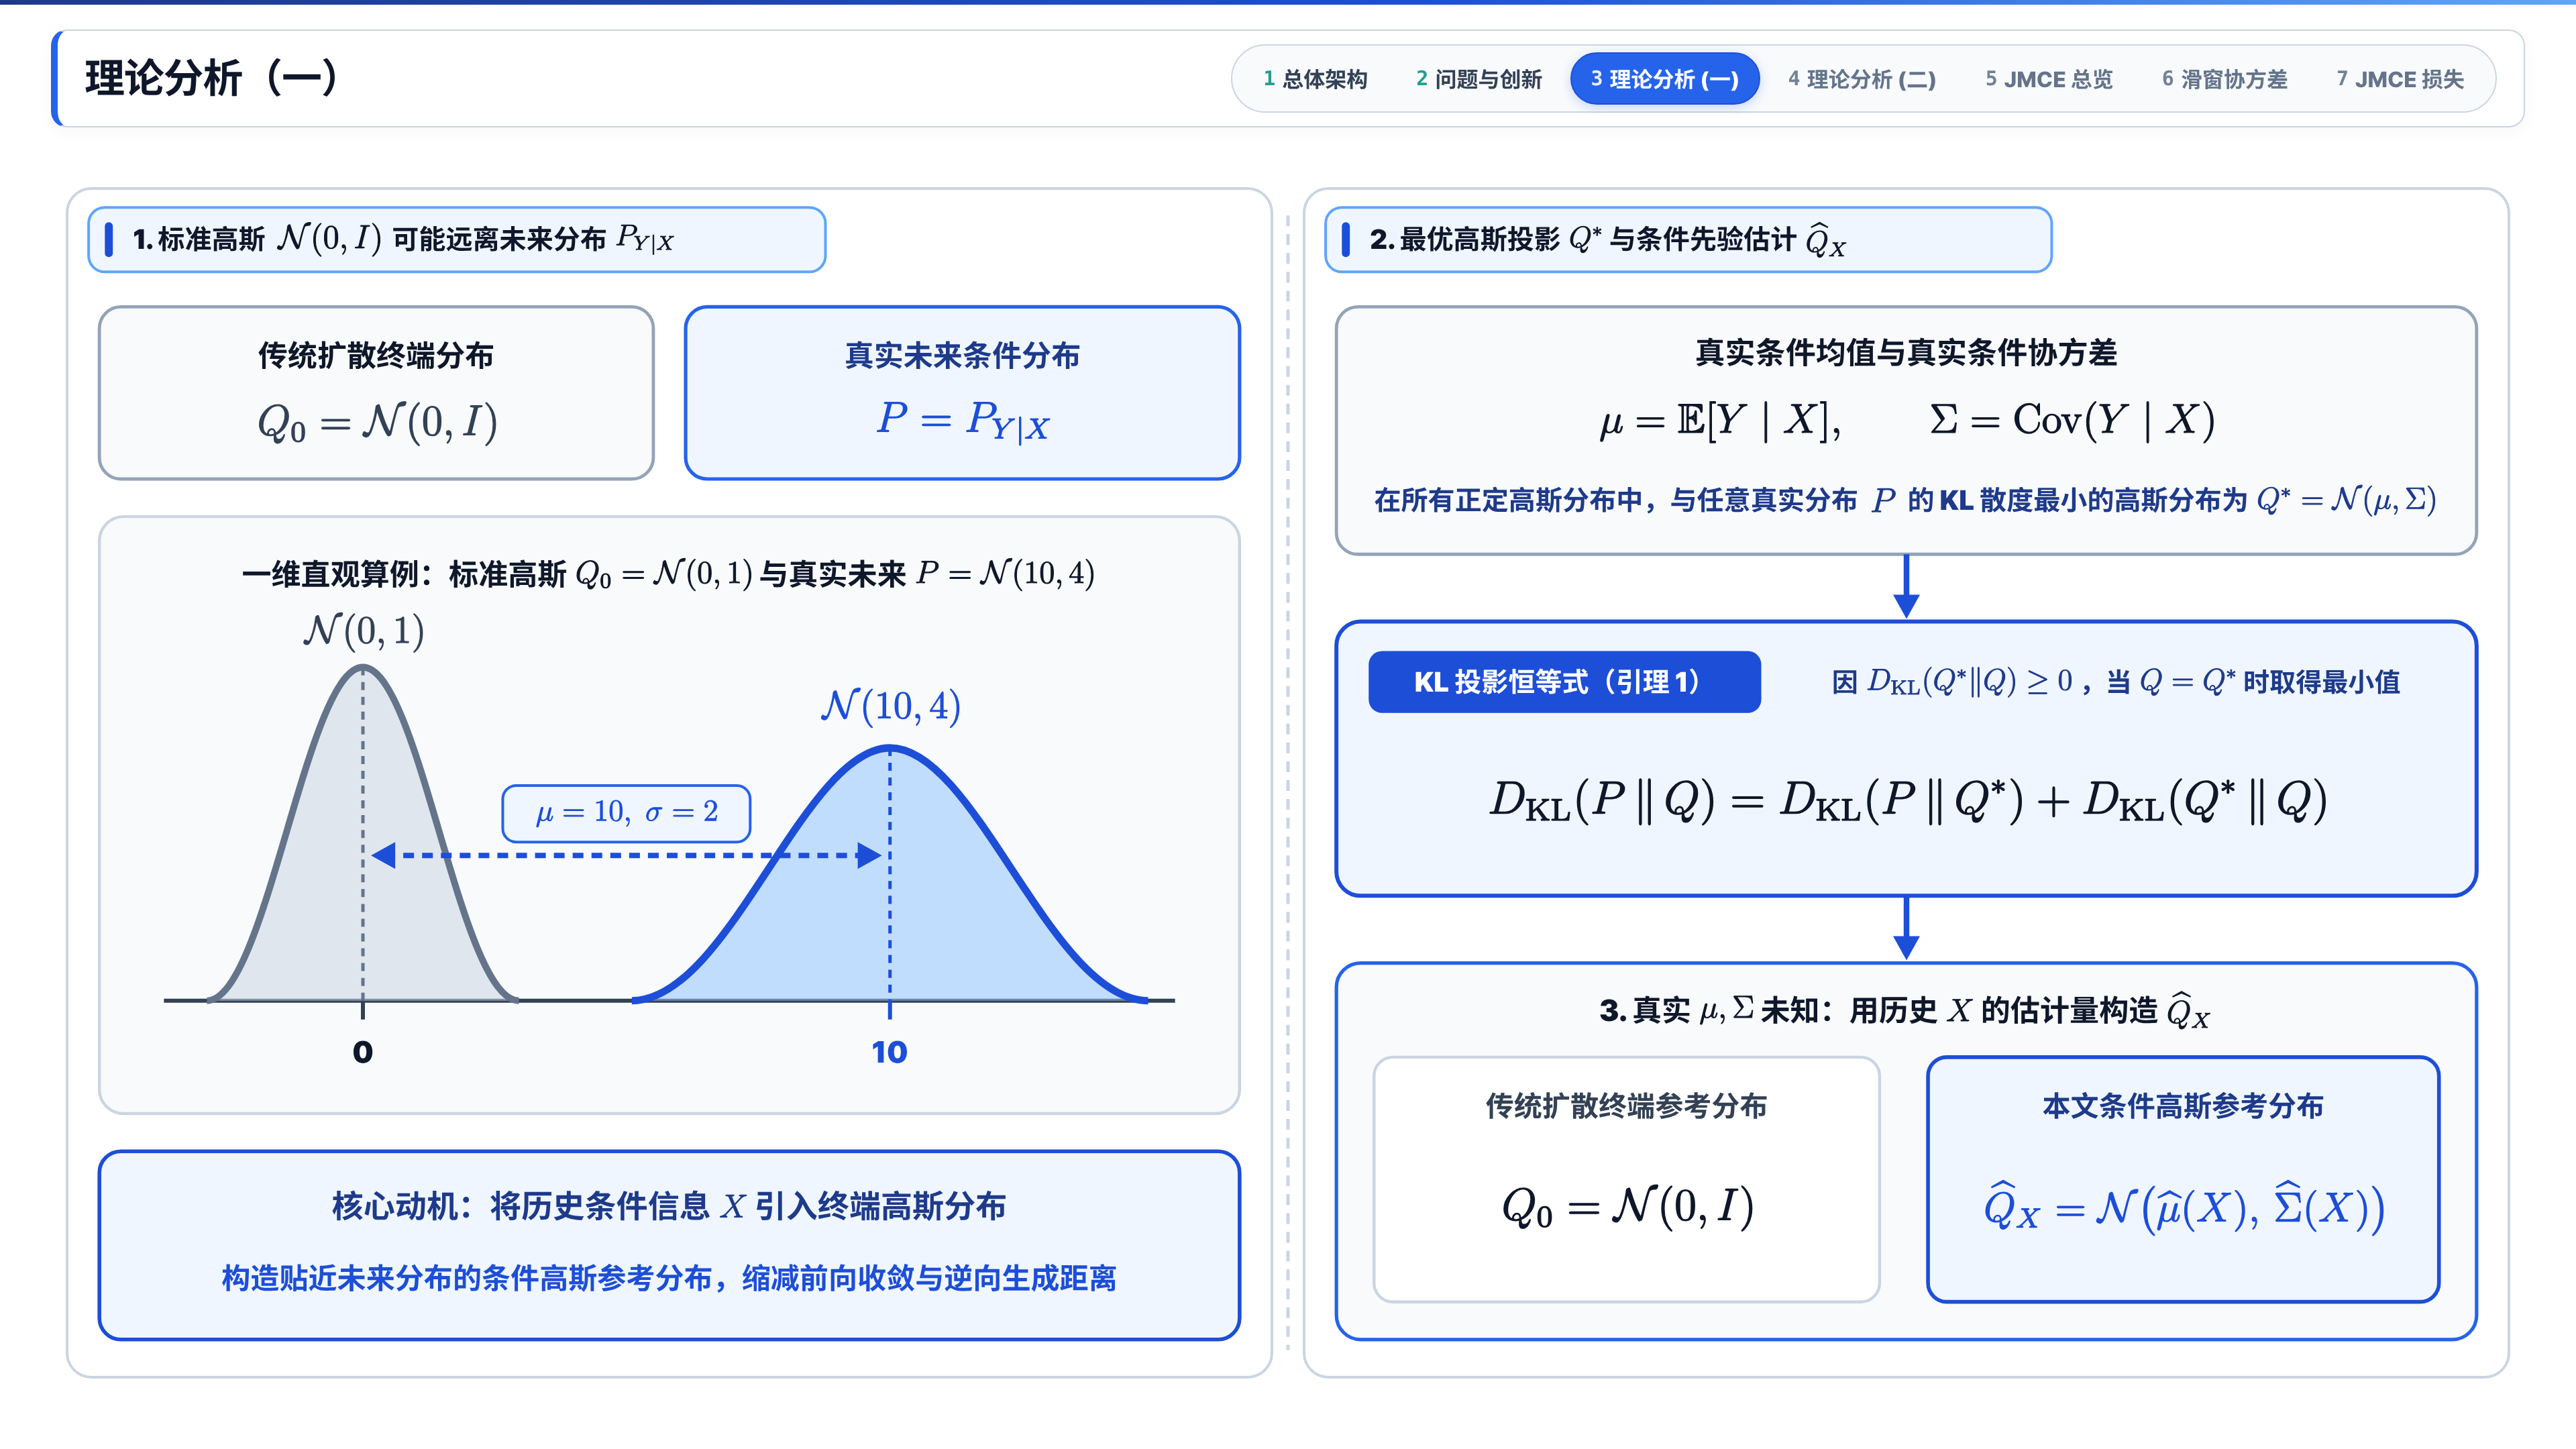 理论分析（一）
1 总体架构
2 问题与创新
3 理论分析 (一)
4 理论分析 (二)
5 JMCE 总览
6 滑窗协方差
7 JMCE 损失
1. 标准高斯 𝒩(0, I) 可能远离未来分布 P_{Y|X}
传统扩散终端分布
Q₀ = 𝒩(0, I)
真实未来条件分布
P = P_{Y|X}
一维直观算例：标准高斯 Q₀ = 𝒩(0, 1) 与真实未来 P = 𝒩(10, 4)
𝒩(0, 1)
𝒩(10, 4)
μ = 10, σ = 2
0
10
核心动机：将历史条件信息 X 引入终端高斯分布
构造贴近未来分布的条件高斯参考分布，缩减前向收敛与逆向生成距离
2. 最优高斯投影 Q* 与条件先验估计 Q̂_X
真实条件均值与真实条件协方差
μ = 𝔼[Y | X], Σ = Cov(Y | X)
在所有正定高斯分布中，与任意真实分布 P 的 KL 散度最小的高斯分布为 Q* = 𝒩(μ, Σ)
KL 投影恒等式（引理 1）
因 D_{KL}(Q*‖Q) ≥ 0 ，当 Q = Q* 时取得最小值
D_{KL}(P ‖ Q) = D_{KL}(P ‖ Q*) + D_{KL}(Q* ‖ Q)
3. 真实 μ, Σ 未知：用历史 X 的估计量构造 Q̂_X
传统扩散终端参考分布
Q₀ = 𝒩(0, I)
本文条件高斯参考分布
Q̂_X = 𝒩(μ̂(X), Σ̂(X))